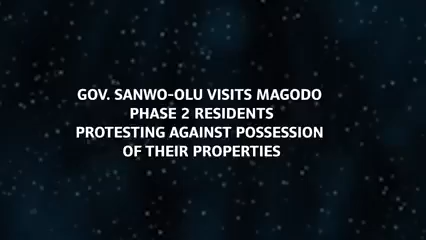 GOV. SANWO-OLU VISITS MAGODO
PHASE 2 RESIDENTS
PROTESTING AGAINST POSSESSION
OF THEIR PROPERTIES